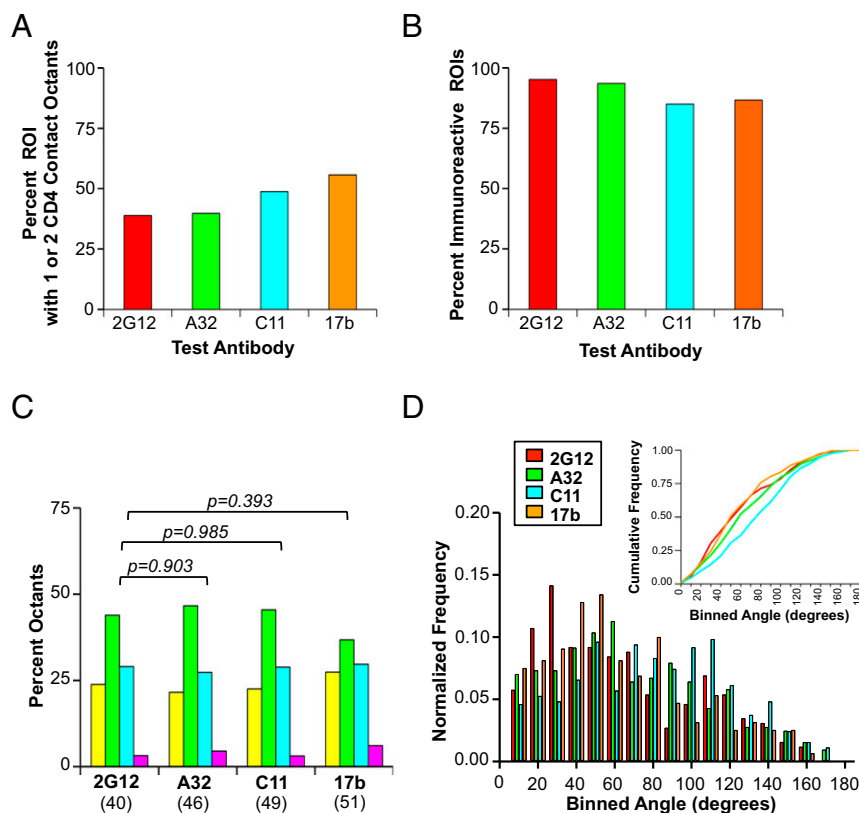 A
Percent ROI
with 1 or 2 CD4 Contact Octants
100
75
50
25
0
2G12 A32 C11 17b
Test Antibody
B
Percent Immunoreactive ROIs
100
75
50
25
0
2G12 A32 C11 17b
Test Antibody
C
Percent Octants
75
50
25
0
p=0.393
p=0.985
p=0.903
2G12 A32 C11 17b
(40) (46) (49) (51)
D
2G12
A32
C11
17b
Cumulative Frequency
1.00
0.75
0.50
0.25
0.00
0 20 40 60 80 100 120 140 160 180
Binned Angle (degrees)
Normalized Frequency
0.20
0.15
0.10
0.05
0.00
20 40 60 80 100 120 140 160 180
Binned Angle (degrees)